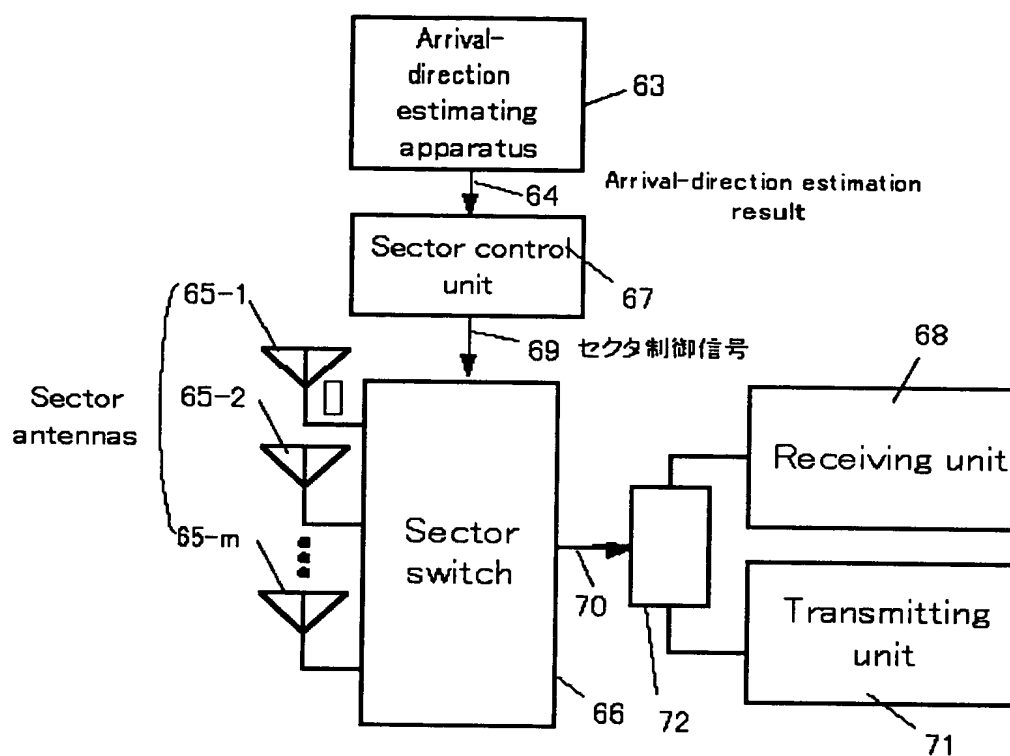 Arrival-
direction
estimating
apparatus
63
64
Arrival-direction estimation
result
Sector control
unit
67
69 セクタ制御信号
65-1
65-2
65-m
Sector
antennas
Sector
switch
66
70
72
68
Receiving unit
Transmitting
unit
71